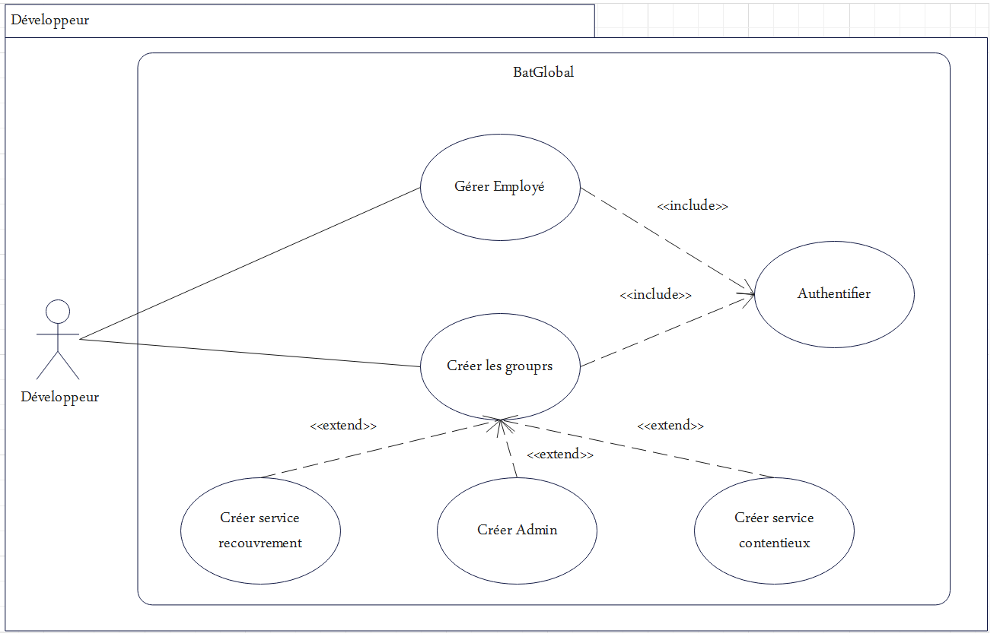 Développeur
BatGlobal
Gérer Employé
<<include>>
<<include>>
Authentifier
Créer les grouprs
Développeur
<<extend>>
<<extend>>
<<extend>>
Créer service
recouvrement
Créer Admin
Créer service
contentieux